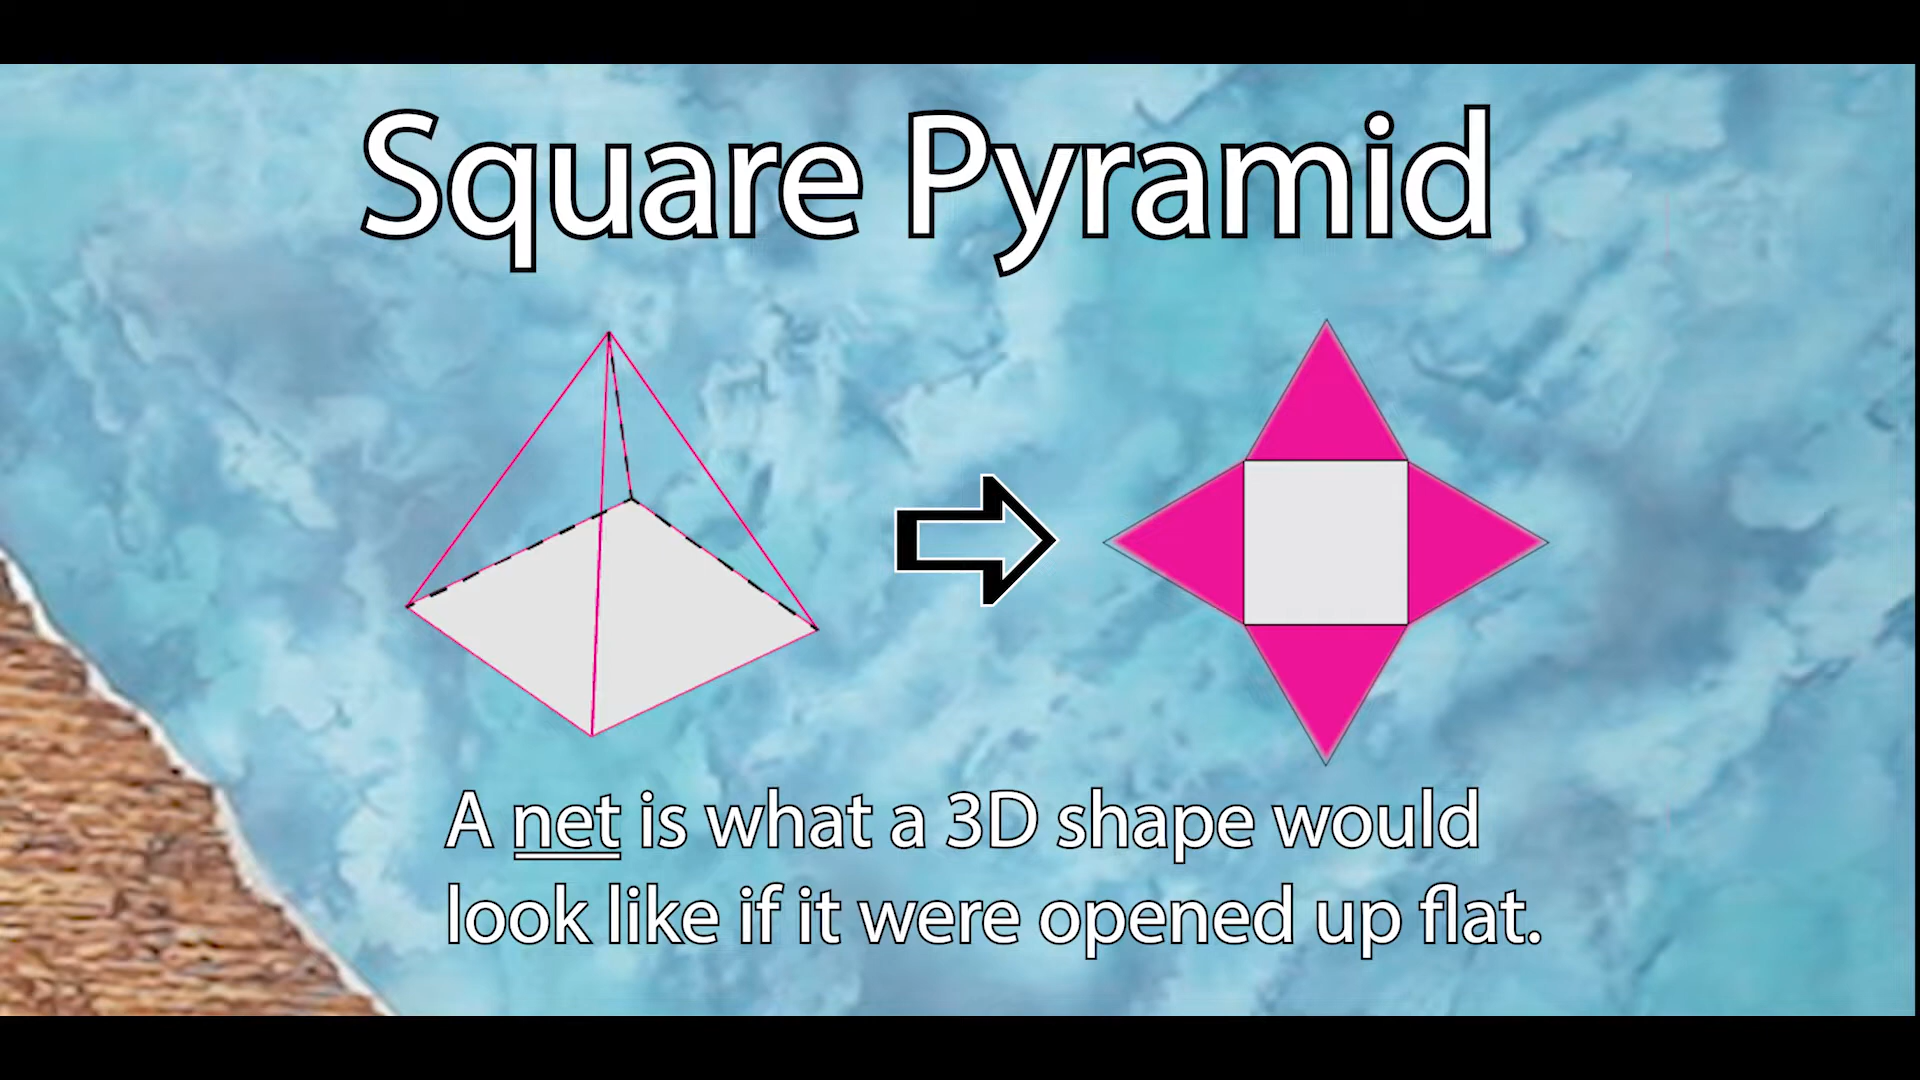 Square Pyramid
A net is what a 3D shape would
look like if it were opened up flat.